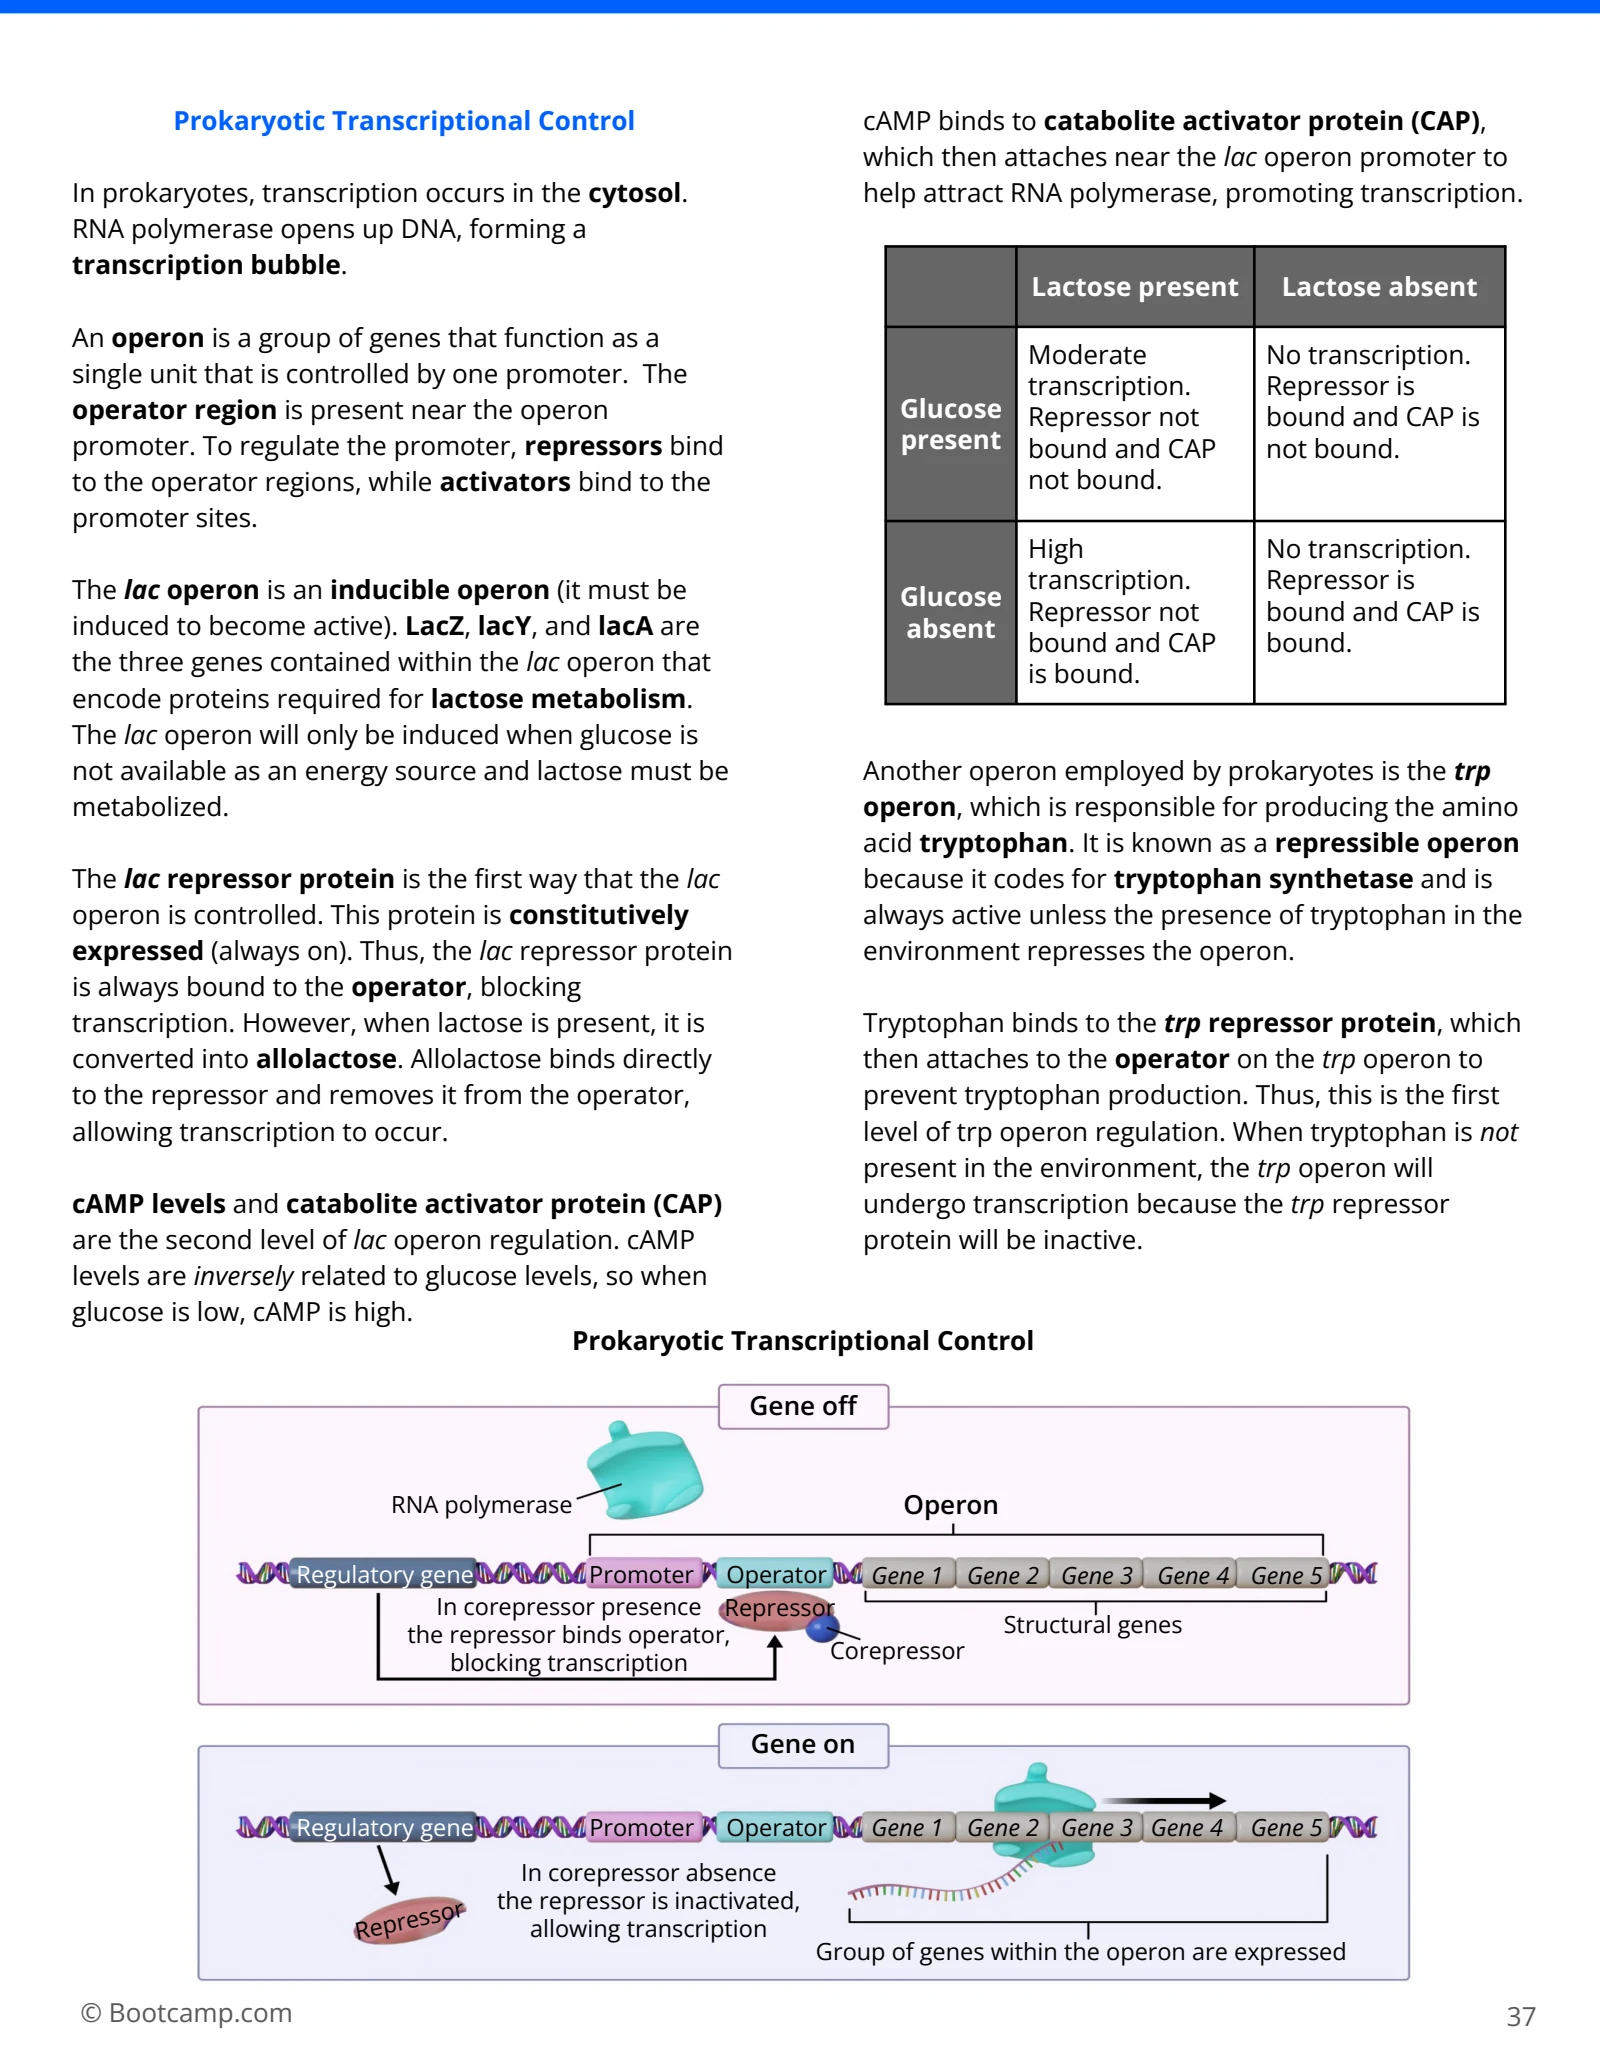 Prokaryotic Transcriptional Control
In prokaryotes, transcription occurs in the cytosol.
RNA polymerase opens up DNA, forming a
transcription bubble.
An operon is a group of genes that function as a
single unit that is controlled by one promoter.  The
operator region is present near the operon
promoter. To regulate the promoter, repressors bind
to the operator regions, while activators bind to the
promoter sites.
The lac operon is an inducible operon (it must be
induced to become active). LacZ, lacY, and lacA are
the three genes contained within the lac operon that
encode proteins required for lactose metabolism.
The lac operon will only be induced when glucose is
not available as an energy source and lactose must be
metabolized.
The lac repressor protein is the first way that the lac
operon is controlled. This protein is constitutively
expressed (always on). Thus, the lac repressor protein
is always bound to the operator, blocking
transcription. However, when lactose is present, it is
converted into allolactose. Allolactose binds directly
to the repressor and removes it from the operator,
allowing transcription to occur.
cAMP levels and catabolite activator protein (CAP)
are the second level of lac operon regulation. cAMP
levels are inversely related to glucose levels, so when
glucose is low, cAMP is high.
cAMP binds to catabolite activator protein (CAP),
which then attaches near the lac operon promoter to
help attract RNA polymerase, promoting transcription.
Lactose present
Lactose absent
Glucose
present
Moderate
transcription.
Repressor not
bound and CAP
not bound.
No transcription.
Repressor is
bound and CAP is
not bound.
Glucose
absent
High
transcription.
Repressor not
bound and CAP
is bound.
No transcription.
Repressor is
bound and CAP is
bound.
Another operon employed by prokaryotes is the trp
operon, which is responsible for producing the amino
acid tryptophan. It is known as a repressible operon
because it codes for tryptophan synthetase and is
always active unless the presence of tryptophan in the
environment represses the operon.
Tryptophan binds to the trp repressor protein, which
then attaches to the operator on the trp operon to
prevent tryptophan production. Thus, this is the first
level of trp operon regulation. When tryptophan is not
present in the environment, the trp operon will
undergo transcription because the trp repressor
protein will be inactive.
Prokaryotic Transcriptional Control
Gene off
RNA polymerase
Operon
Regulatory gene
Promoter
Operator
Gene 1
Gene 2
Gene 3
Gene 4
Gene 5
In corepressor presence
the repressor binds operator,
blocking transcription
Repressor
Corepressor
Structural genes
Gene on
Regulatory gene
Promoter
Operator
Gene 1
Gene 2
Gene 3
Gene 4
Gene 5
Repressor
In corepressor absence
the repressor is inactivated,
allowing transcription
Group of genes within the operon are expressed
© Bootcamp.com
37